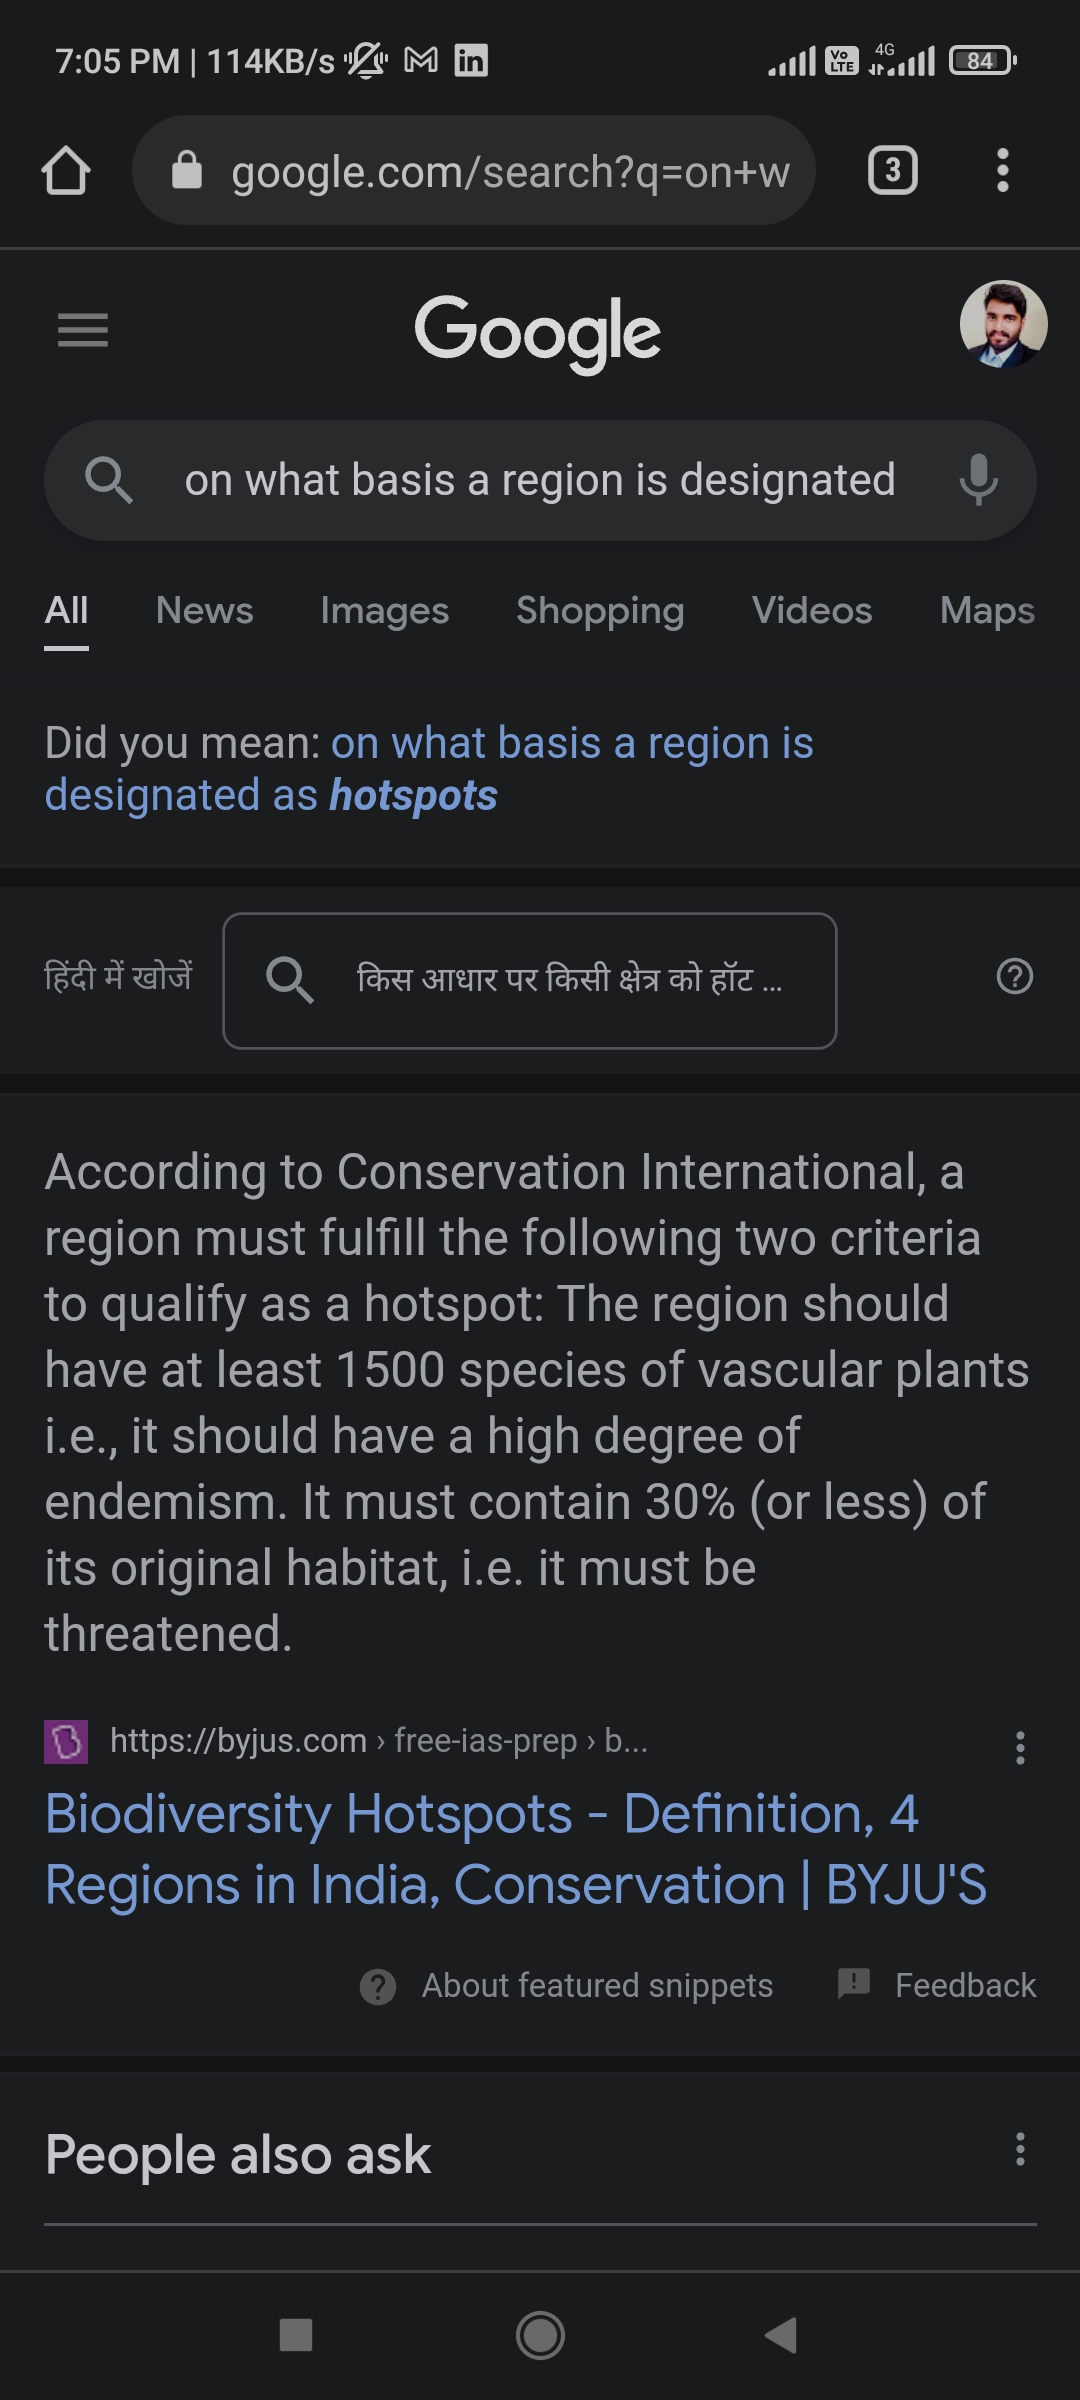 7:05 PM | 114KB/s
Vo LTE 4G 84
google.com/search?q=on+w
3
Google
on what basis a region is designated
All News Images Shopping Videos Maps
Did you mean: on what basis a region is
designated as hotspots
हिंदी में खोजें
किस आधार पर किसी क्षेत्र को हॉट ...
According to Conservation International, a
region must fulfill the following two criteria
to qualify as a hotspot: The region should
have at least 1500 species of vascular plants
i.e., it should have a high degree of
endemism. It must contain 30% (or less) of
its original habitat, i.e. it must be
threatened.
https://byjus.com › free-ias-prep › b...
Biodiversity Hotspots - Definition, 4
Regions in India, Conservation | BYJU'S
About featured snippets Feedback
People also ask